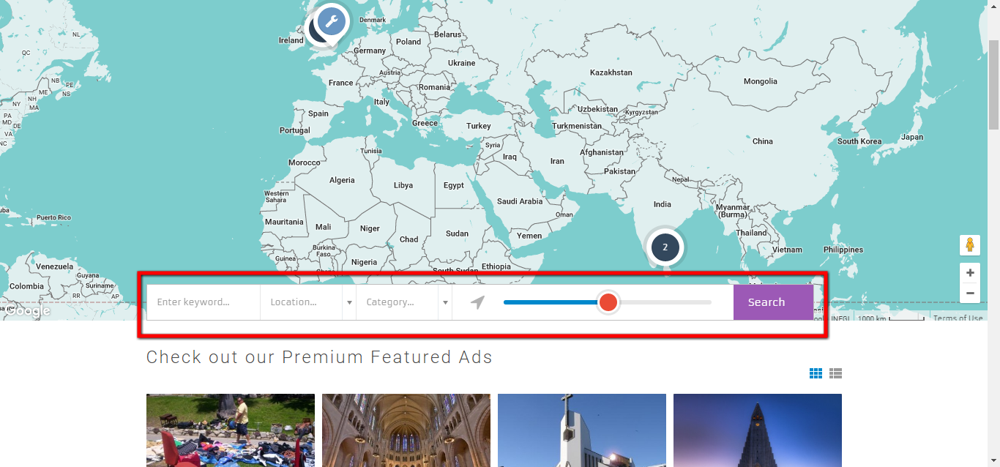 NL
QC
NB
PE
ME
NS
NH
NY
MA
PA
MD
DE
VA
NC
Denmark
Ireland
Belarus
Poland
Germany
Ukraine
Austria
France
Romania
Italy
Spain
Greece
Portugal
Turkey
Kazakhstan
Mongolia
Uzbekistan
Kyrgyzstan
Turkmenistan
China
South Korea
Japan
Syria
Tunisia
Iraq
Iran
Afghanistan
Morocco
Pakistan
Algeria
Libya
Egypt
Nepal
Western
Sahara
Saudi Arabia
India
Myanmar
(Burma)
Oman
Puerto Rico
Mauritania
Mali
Niger
Chad
Sudan
Yemen
Thailand
Burkina
Faso
2
Vietnam
Philippines
Guinea
Nigeria
Venezuela
Guyana
Suriname
Ethiopia
South Sudan
Colombia
RR
AP
Google
Enter keyword...
Location...
Category...
Search
INEGI
1000 km
Terms of Use
Check out our Premium Featured Ads